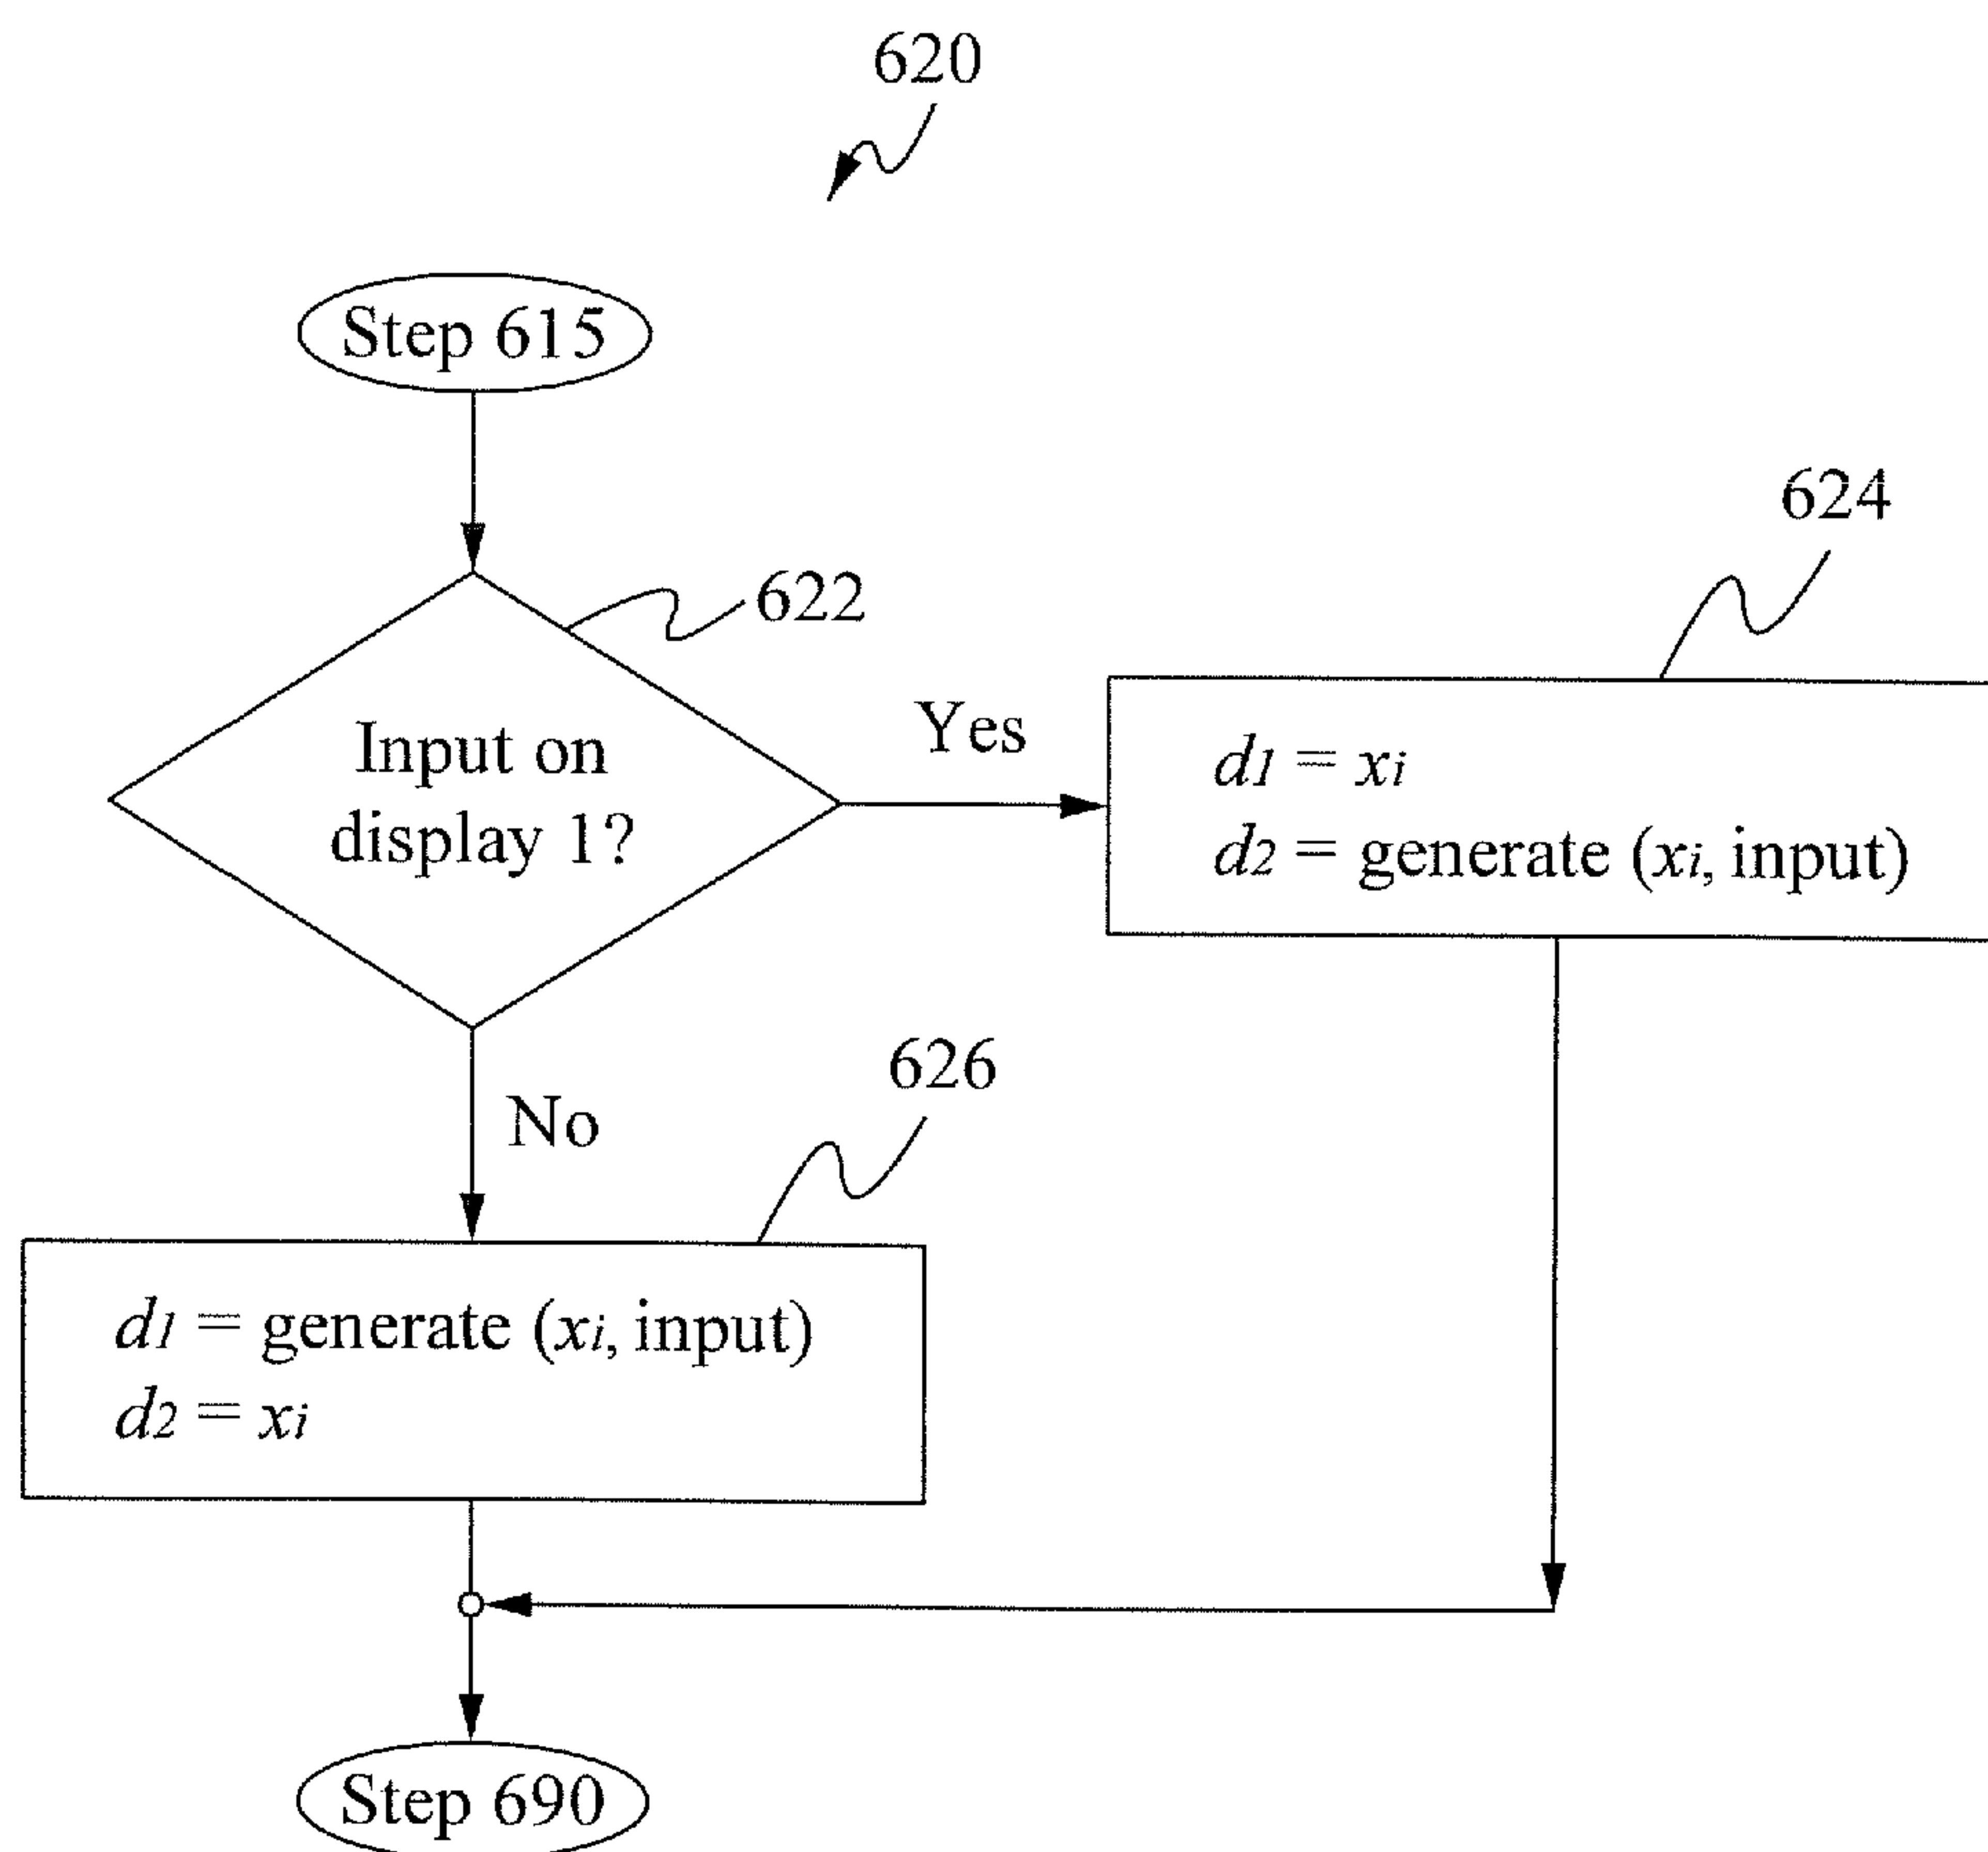 620
Step 615
622
Input on
display 1?
Yes
624
d1 = xi
d2 = generate (xi, input)
No
626
d1 = generate (xi, input)
d2 = xi
Step 690